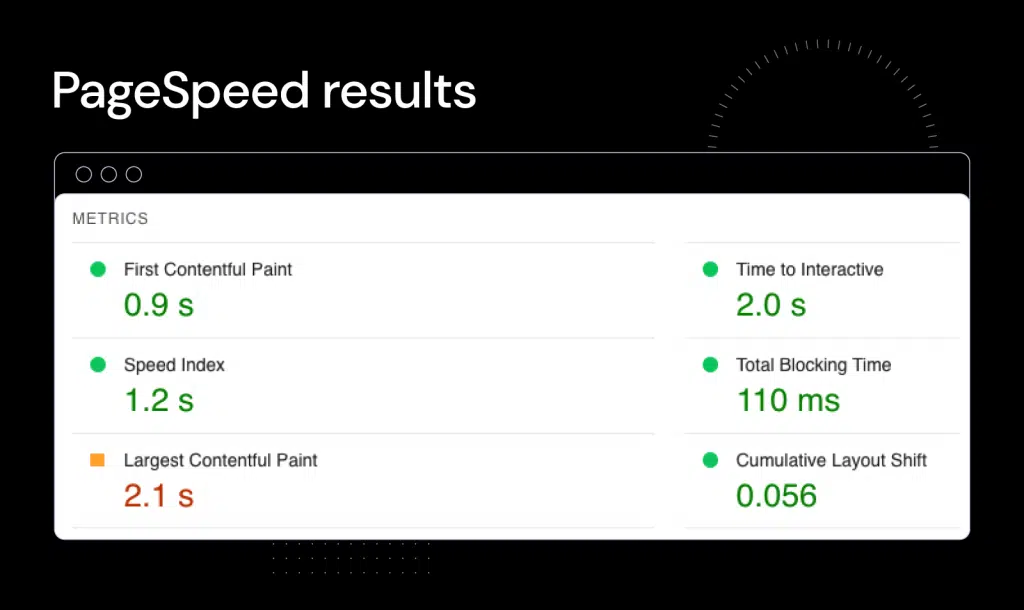 PageSpeed results
METRICS
First Contentful Paint
0.9 s
Time to Interactive
2.0 s
Speed Index
1.2 s
Total Blocking Time
110 ms
Largest Contentful Paint
2.1 s
Cumulative Layout Shift
0.056